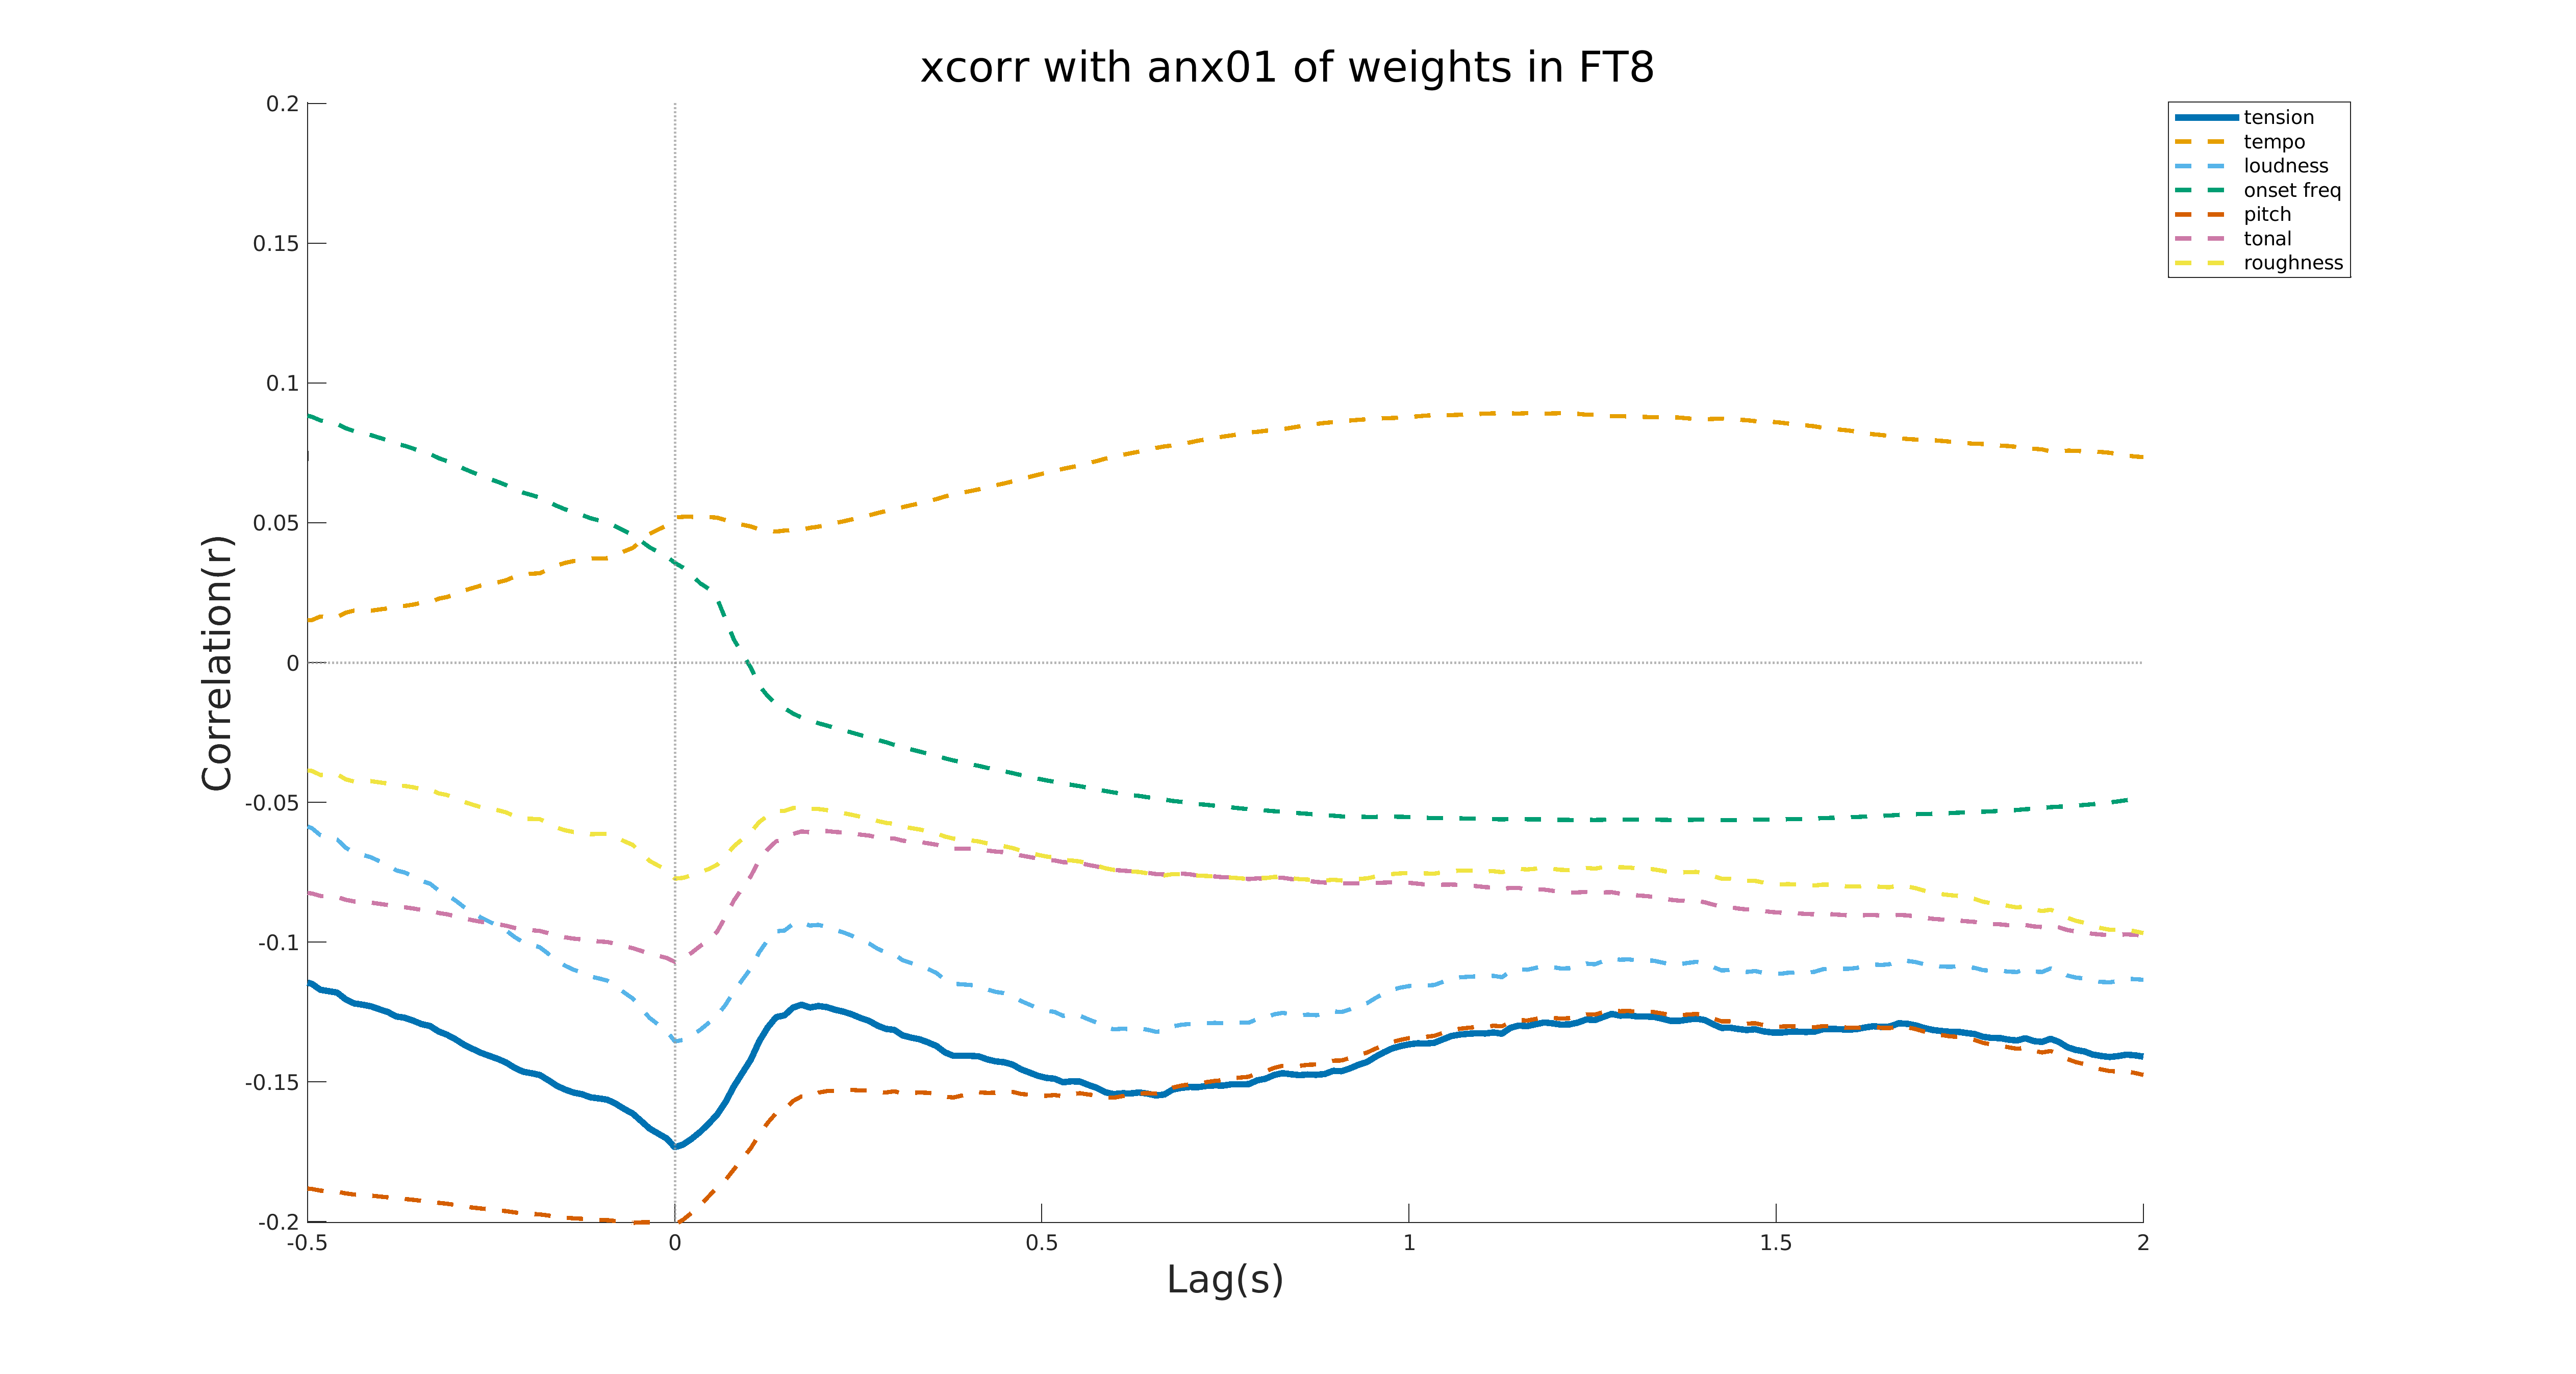 xcorr with anx01 of weights in FT8
0.2
0.15
0.1
0.05
0
-0.05
-0.1
-0.15
-0.2
Correlation(r)
-0.5
0
0.5
1
1.5
2
Lag(s)
tension
tempo
loudness
onset freq
pitch
tonal
roughness